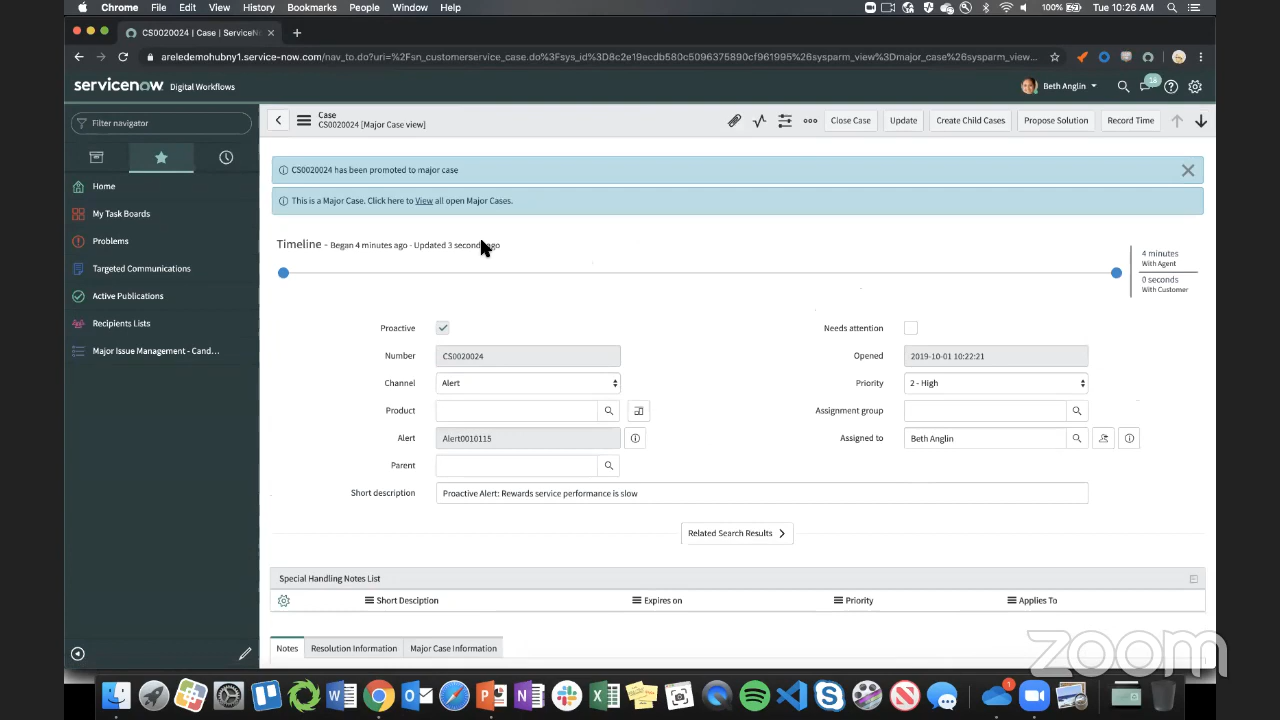 Chrome File Edit View History Bookmarks People Window Help 100% Tue 10:26 AM
CS0020024 | Case | ServiceN
areledemohubny1.service-now.com/nav_to.do?uri=%2Fsn_customerservice_case.do%3Fsys_id%3D8c2e19ecdb580c5096375890cf961995%26sysparm_view%3Dmajor_case%26sysparm_view...
servicenow Digital Workflows Beth Anglin 18
Filter navigator
Case
CS0020024 [Major Case view]
Close Case Update Create Child Cases Propose Solution Record Time
Home
My Task Boards
Problems
Targeted Communications
Active Publications
Recipients Lists
Major Issue Management - Cand...
CS0020024 has been promoted to major case
This is a Major Case. Click here to View all open Major Cases.
Timeline - Began 4 minutes ago - Updated 3 seconds ago
4 minutes
With Agent
0 seconds
With Customer
Proactive Needs attention
Number CS0020024 Opened 2019-10-01 10:22:21
Channel Alert Priority 2 - High
Product Assignment group
Alert Alert0010115 Assigned to Beth Anglin
Parent
Short description Proactive Alert: Rewards service performance is slow
Related Search Results
Special Handling Notes List
Short Desciption Expires on Priority Applies To
Notes Resolution Information Major Case Information
zoom